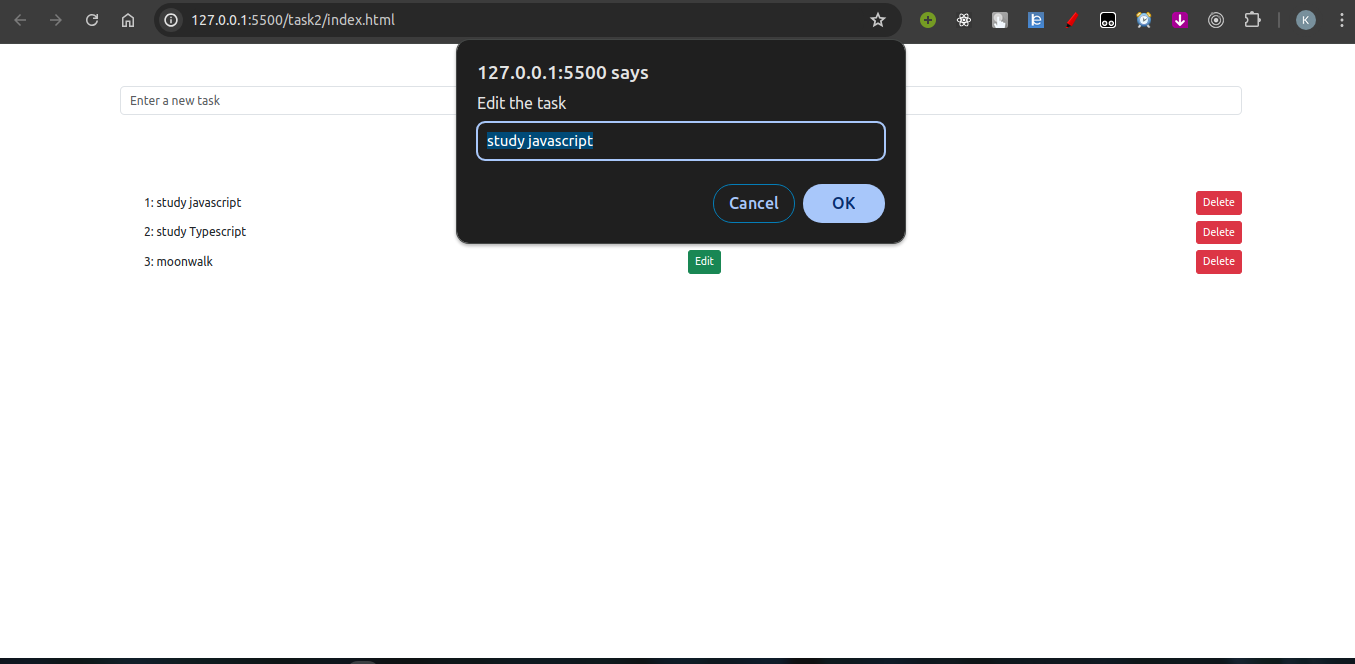 127.0.0.1:5500/task2/index.html
K
127.0.0.1:5500 says
Edit the task
study javascript
Cancel OK
Enter a new task
1: study javascript Delete
2: study Typescript Delete
3: moonwalk Edit Delete